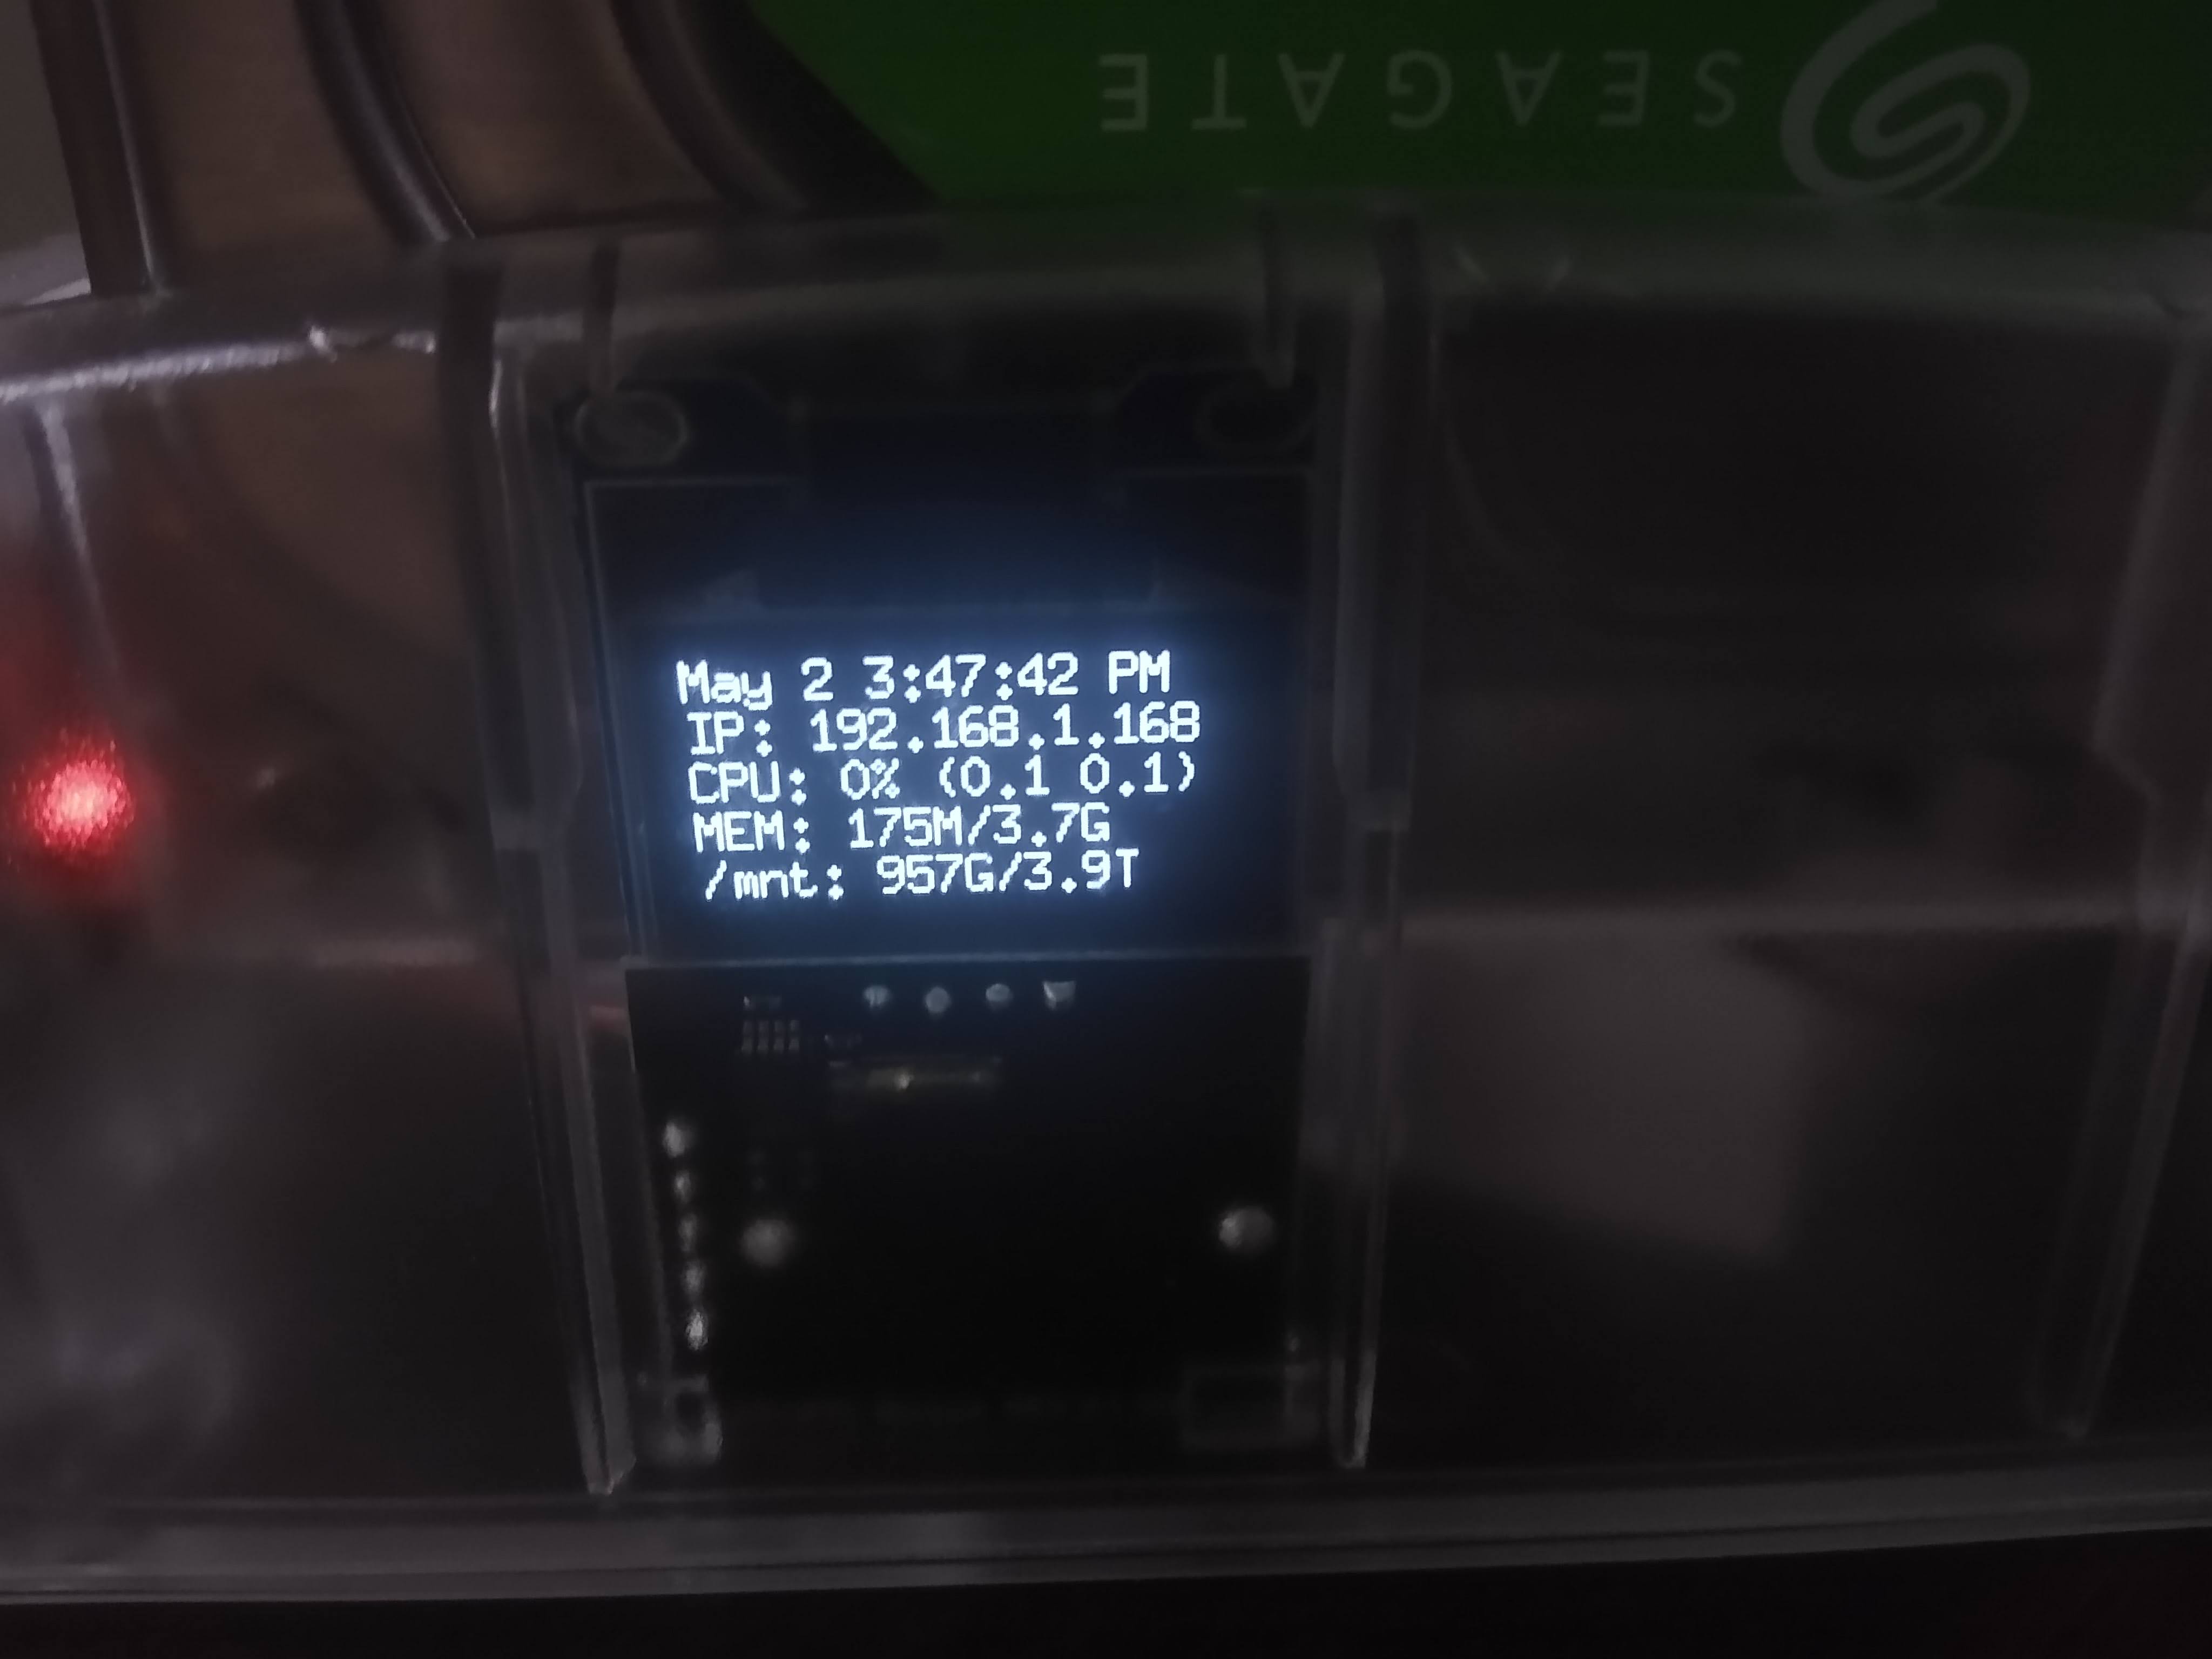 SEAGATE
May 2 3:47:42 PM
IP: 192.168.1.168
CPU: 0% (0.1 0.1)
MEM: 175M/3.7G
/mnt: 957G/3.9T